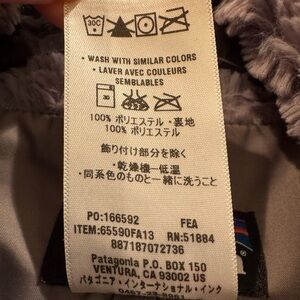 30C
• WASH WITH SIMILAR COLORS
• LAVER AVEC COULEURS
SEMBLABLES
30
100% ポリエステル・裏地
100% ポリエステル
飾り付け部分を除く
・乾燥機－低温
・同系色のものと一緒に洗うこと
PO:166592 FEA
ITEM:65590FA13 RN:51884
887187072736
Patagonia P.O. BOX 150
VENTURA, CA 93002 US
パタゴニア・インターナショナル・インク